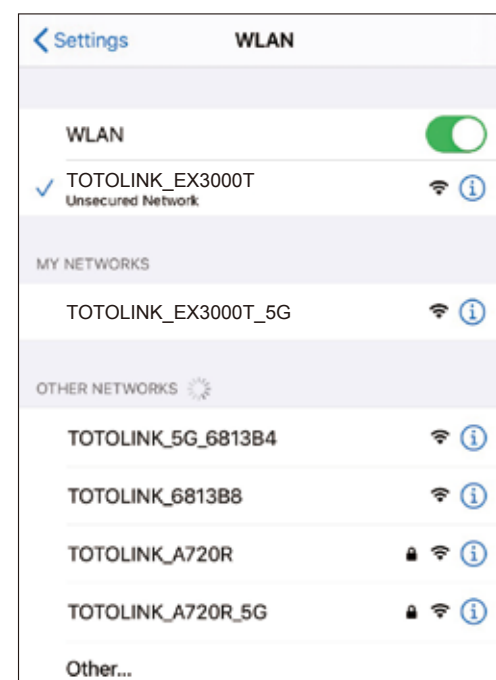 Settings WLAN
WLAN
TOTOLINK_EX3000T
Unsecured Network
MY NETWORKS
TOTOLINK_EX3000T_5G
OTHER NETWORKS
TOTOLINK_5G_6813B4
TOTOLINK_6813B8
TOTOLINK_A720R
TOTOLINK_A720R_5G
Other...